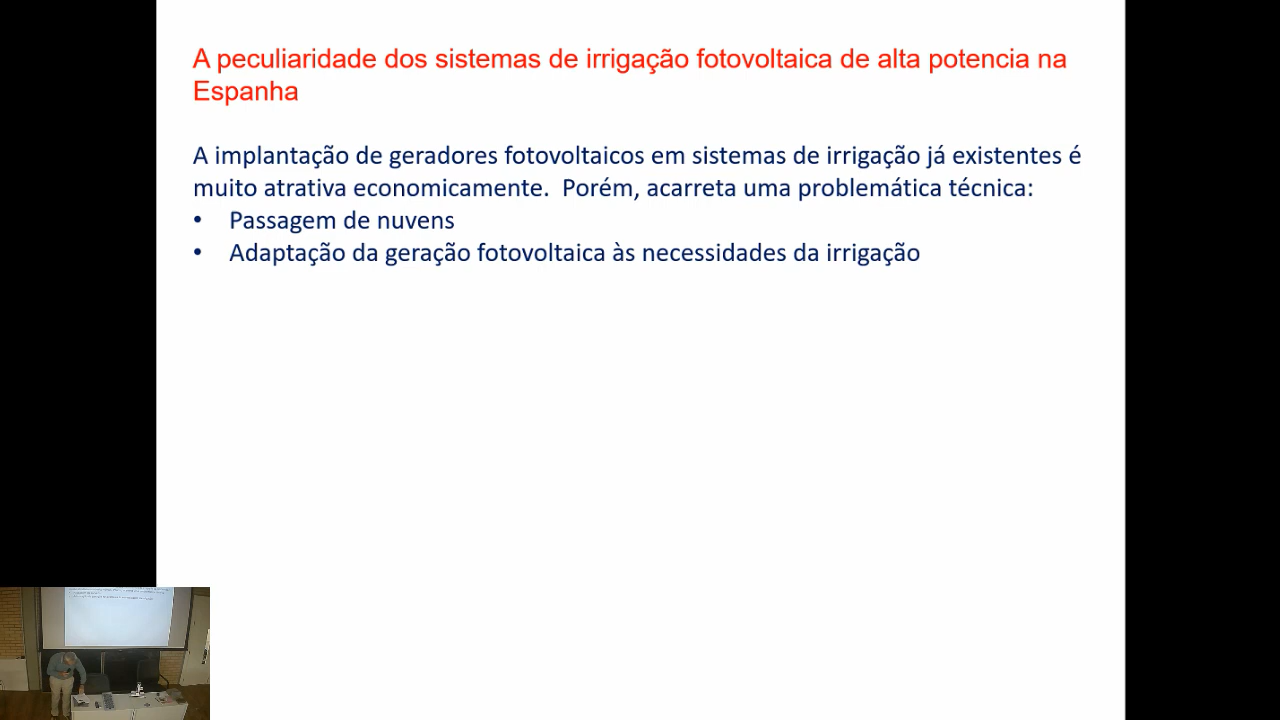 A peculiaridade dos sistemas de irrigação fotovoltaica de alta potencia na
Espanha
A implantação de geradores fotovoltaicos em sistemas de irrigação já existentes é
muito atrativa economicamente. Porém, acarreta uma problemática técnica:
• Passagem de nuvens
• Adaptação da geração fotovoltaica às necessidades da irrigação